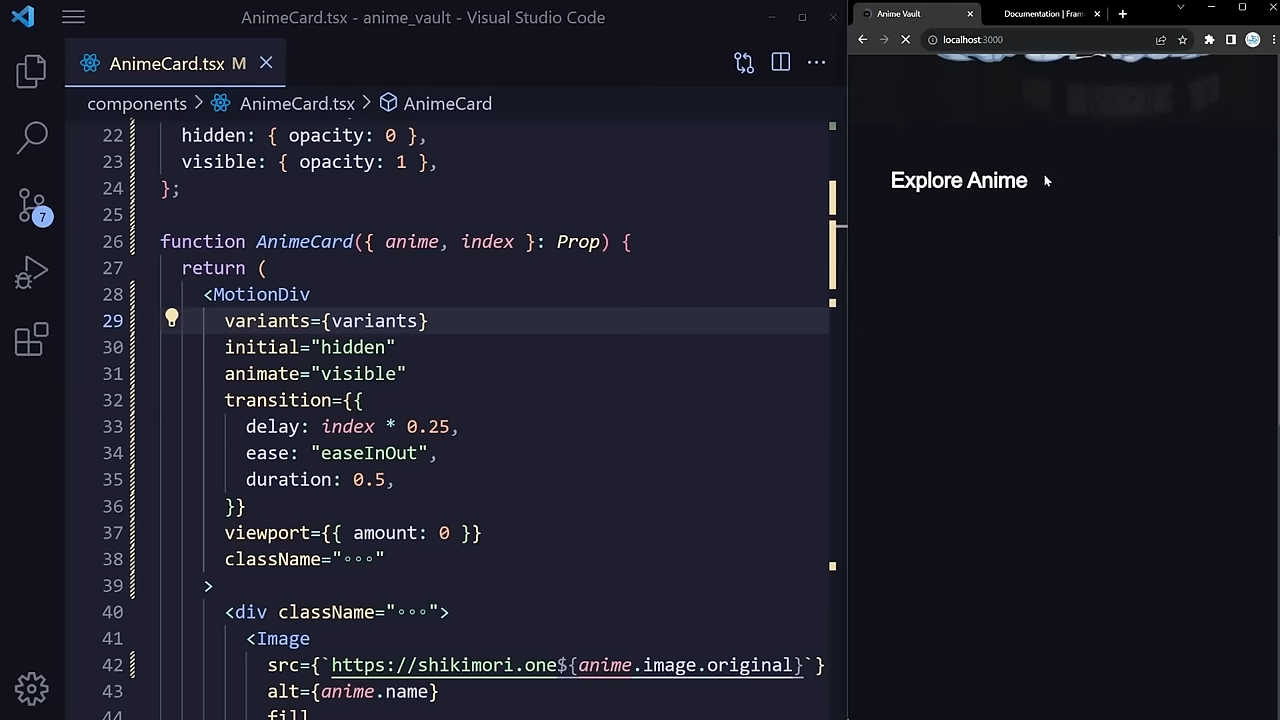 AnimeCard.tsx - anime_vault - Visual Studio Code
AnimeCard.tsx M
components > AnimeCard.tsx > AnimeCard
22 hidden: { opacity: 0 },
23 visible: { opacity: 1 },
24 };
25
26 function AnimeCard({ anime, index }: Prop) {
27 return (
28 <MotionDiv
29 variants={variants}
30 initial="hidden"
31 animate="visible"
32 transition={{
33 delay: index * 0.25,
34 ease: "easeInOut",
35 duration: 0.5,
36 }}
37 viewport={{ amount: 0 }}
38 className="∘∘∘"
39 >
40 <div className="∘∘∘">
41 <Image
42 src={`https://shikimori.one${anime.image.original}`}
43 alt={anime.name}
44 fill
7
Anime Vault
Documentation | Fram
localhost:3000
Explore Anime